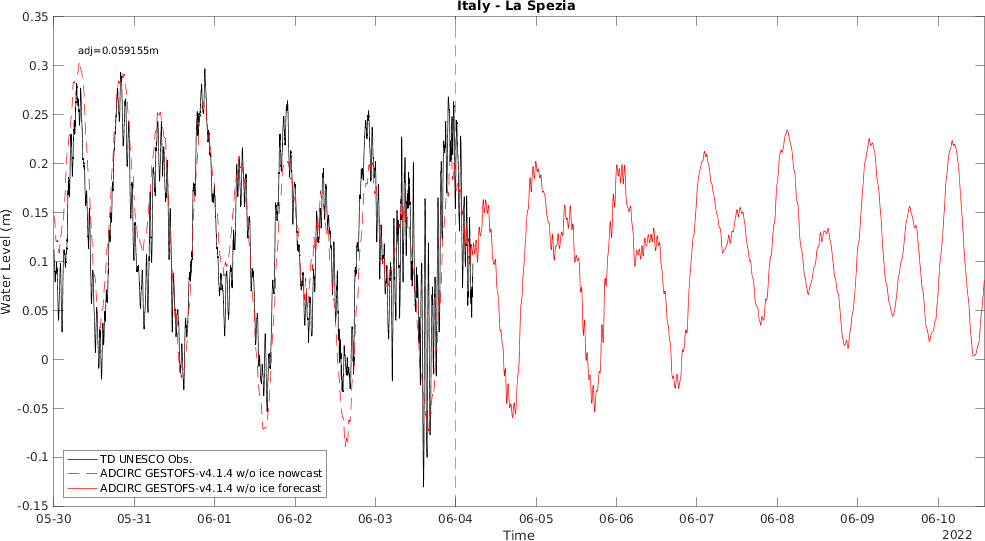 Italy - La Spezia
adj=0.059155m
0.35
0.3
0.25
0.2
0.15
0.1
0.05
0
-0.05
-0.1
-0.15
Water Level (m)
TD UNESCO Obs.
ADCIRC GESTOFS-v4.1.4 w/o ice nowcast
ADCIRC GESTOFS-v4.1.4 w/o ice forecast
05-30 05-31 06-01 06-02 06-03 06-04 06-05 06-06 06-07 06-08 06-09 06-10
Time
2022